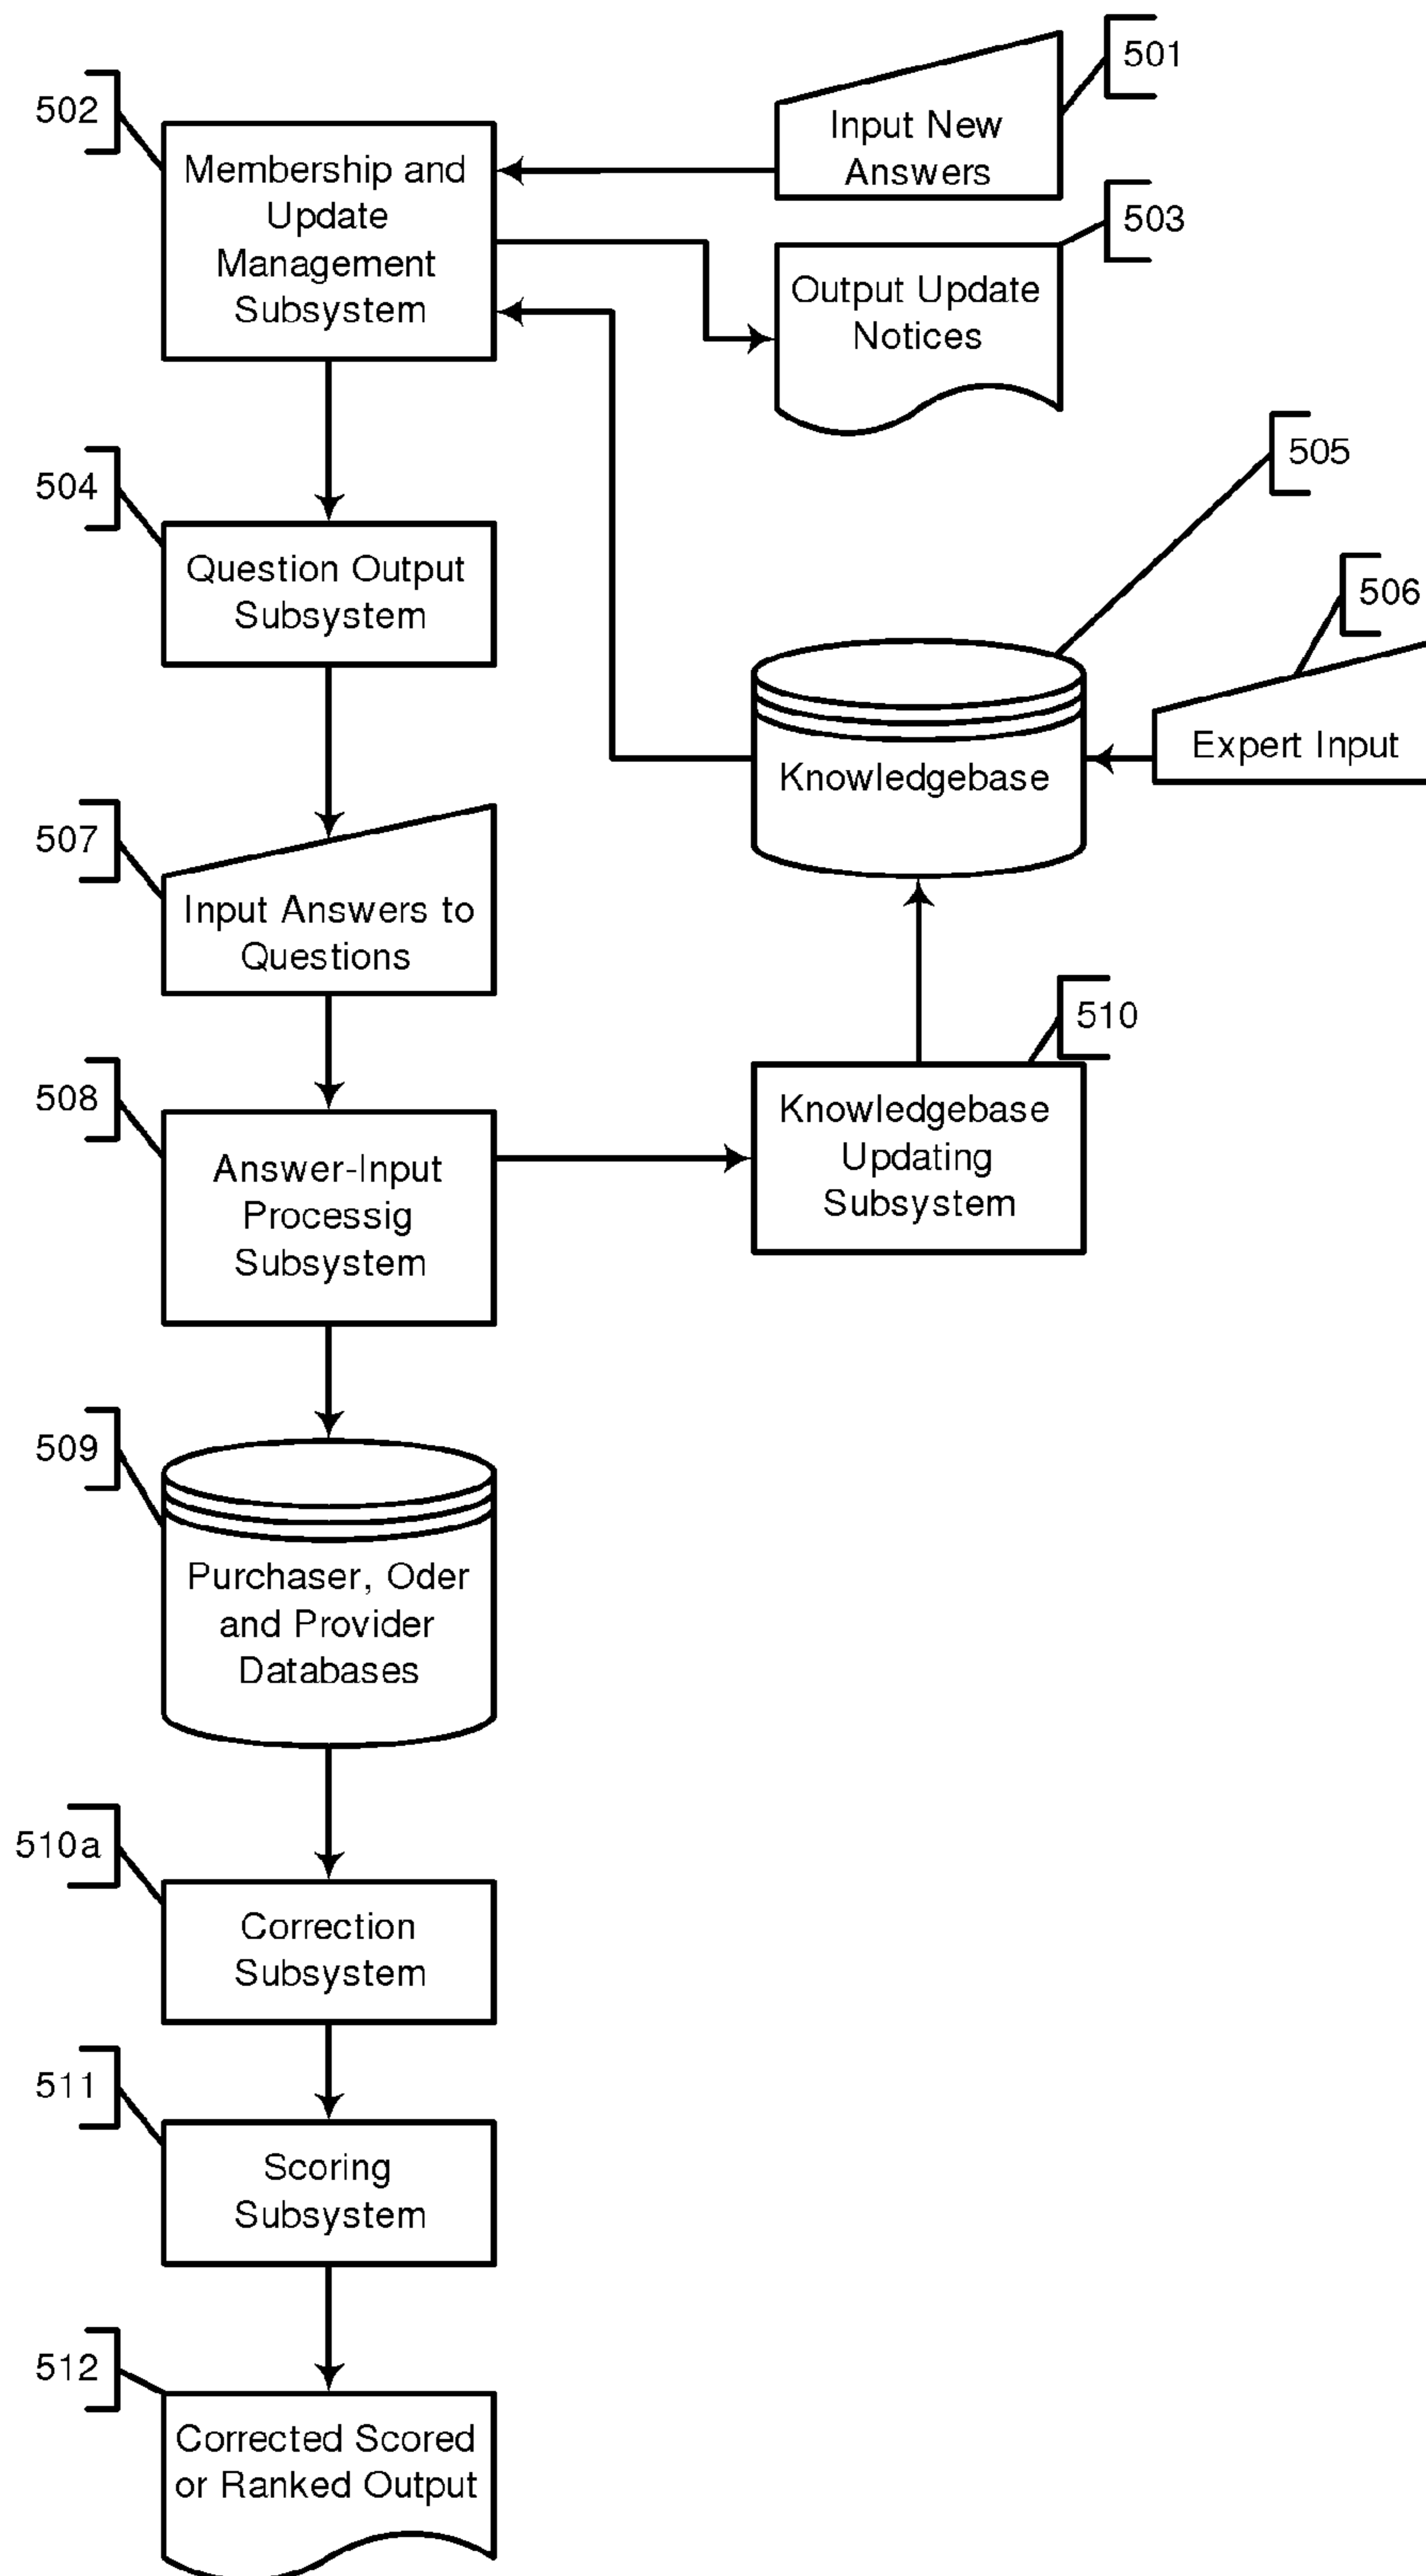 501
Input New
Answers
502
Membership and
Update
Management
Subsystem
503
Output Update
Notices
504
Question Output
Subsystem
505
506
Expert Input
Knowledgebase
507
Input Answers to
Questions
508
Answer-Input
Processig
Subsystem
510
Knowledgebase
Updating
Subsystem
509
Purchaser, Oder
and Provider
Databases
510a
Correction
Subsystem
511
Scoring
Subsystem
512
Corrected Scored
or Ranked Output